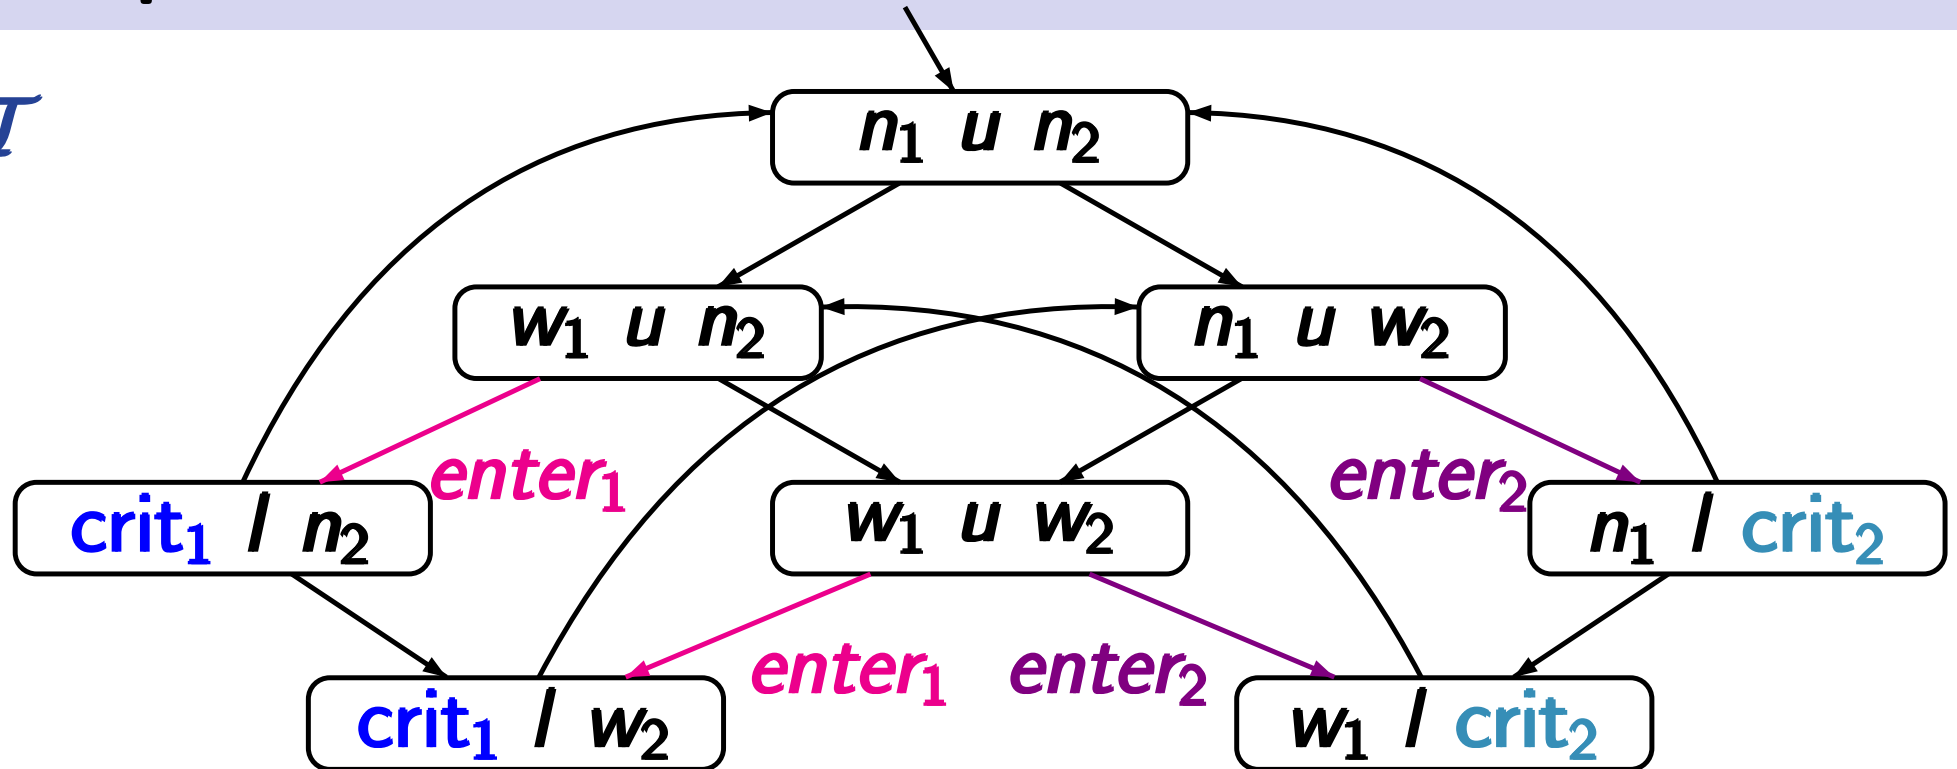 n₁ u n₂
w₁ u n₂
n₁ u w₂
enter₁
enter₂
crit₁ l n₂
w₁ u w₂
n₁ l crit₂
enter₁
enter₂
crit₁ l w₂
w₁ l crit₂